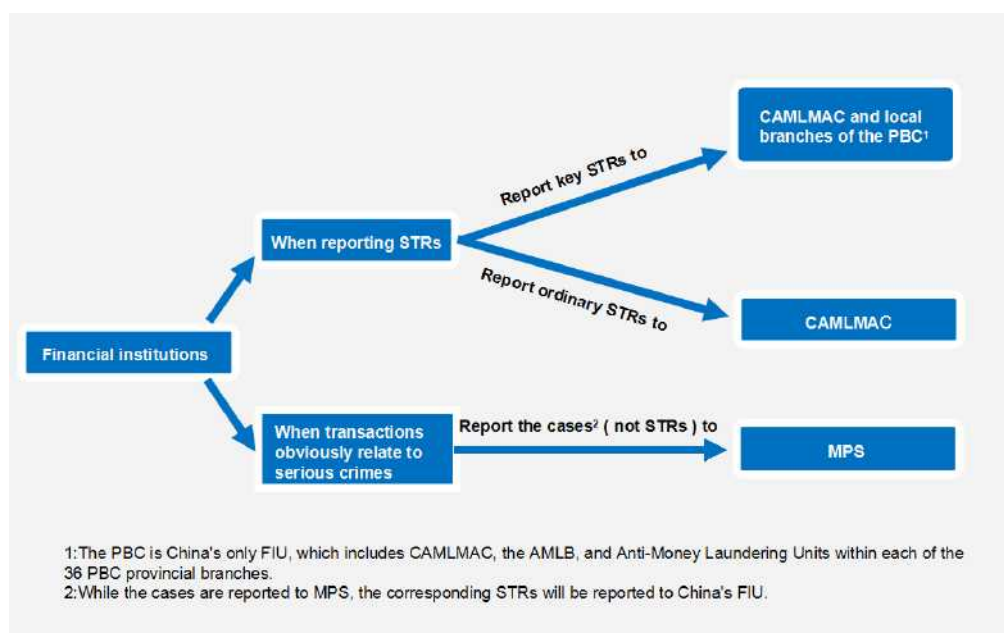 CAMLMAC and local
branches of the PBC¹
Report key STRs to
When reporting STRs
Report ordinary STRs to
CAMLMAC
Financial institutions
When transactions
obviously relate to
serious crimes
Report the cases² ( not STRs ) to
MPS
1:The PBC is China's only FIU, which includes CAMLMAC, the AMLB, and Anti-Money Laundering Units within each of the
36 PBC provincial branches.
2:While the cases are reported to MPS, the corresponding STRs will be reported to China's FIU.